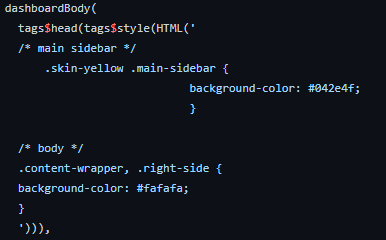 dashboardBody(
  tags$head(tags$style(HTML('
  /* main sidebar */
      .skin-yellow .main-sidebar {
                            background-color: #042e4f;
                            }

  /* body */
  .content-wrapper, .right-side {
  background-color: #fafafa;
  }
  '))),